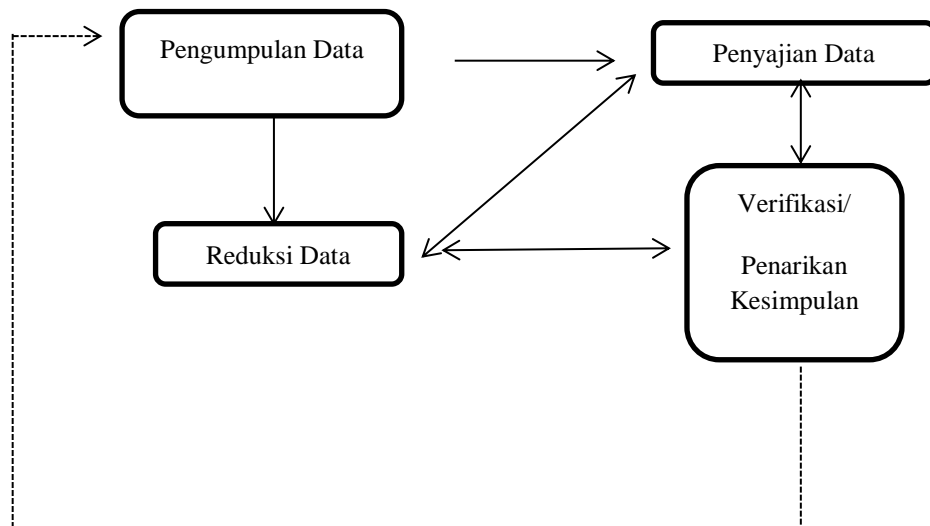 Pengumpulan Data
Penyajian Data
Reduksi Data
Verifikasi/
Penarikan
Kesimpulan